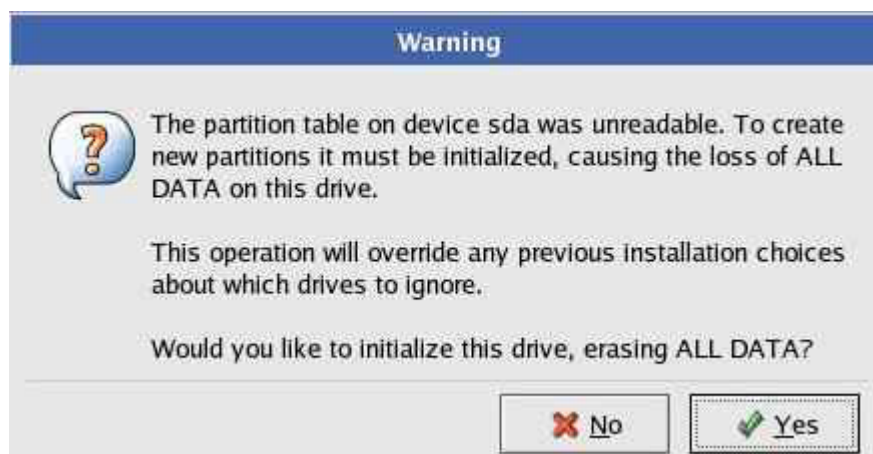 Warning
The partition table on device sda was unreadable. To create
new partitions it must be initialized, causing the loss of ALL
DATA on this drive.
This operation will override any previous installation choices
about which drives to ignore.
Would you like to initialize this drive, erasing ALL DATA?
No
Yes